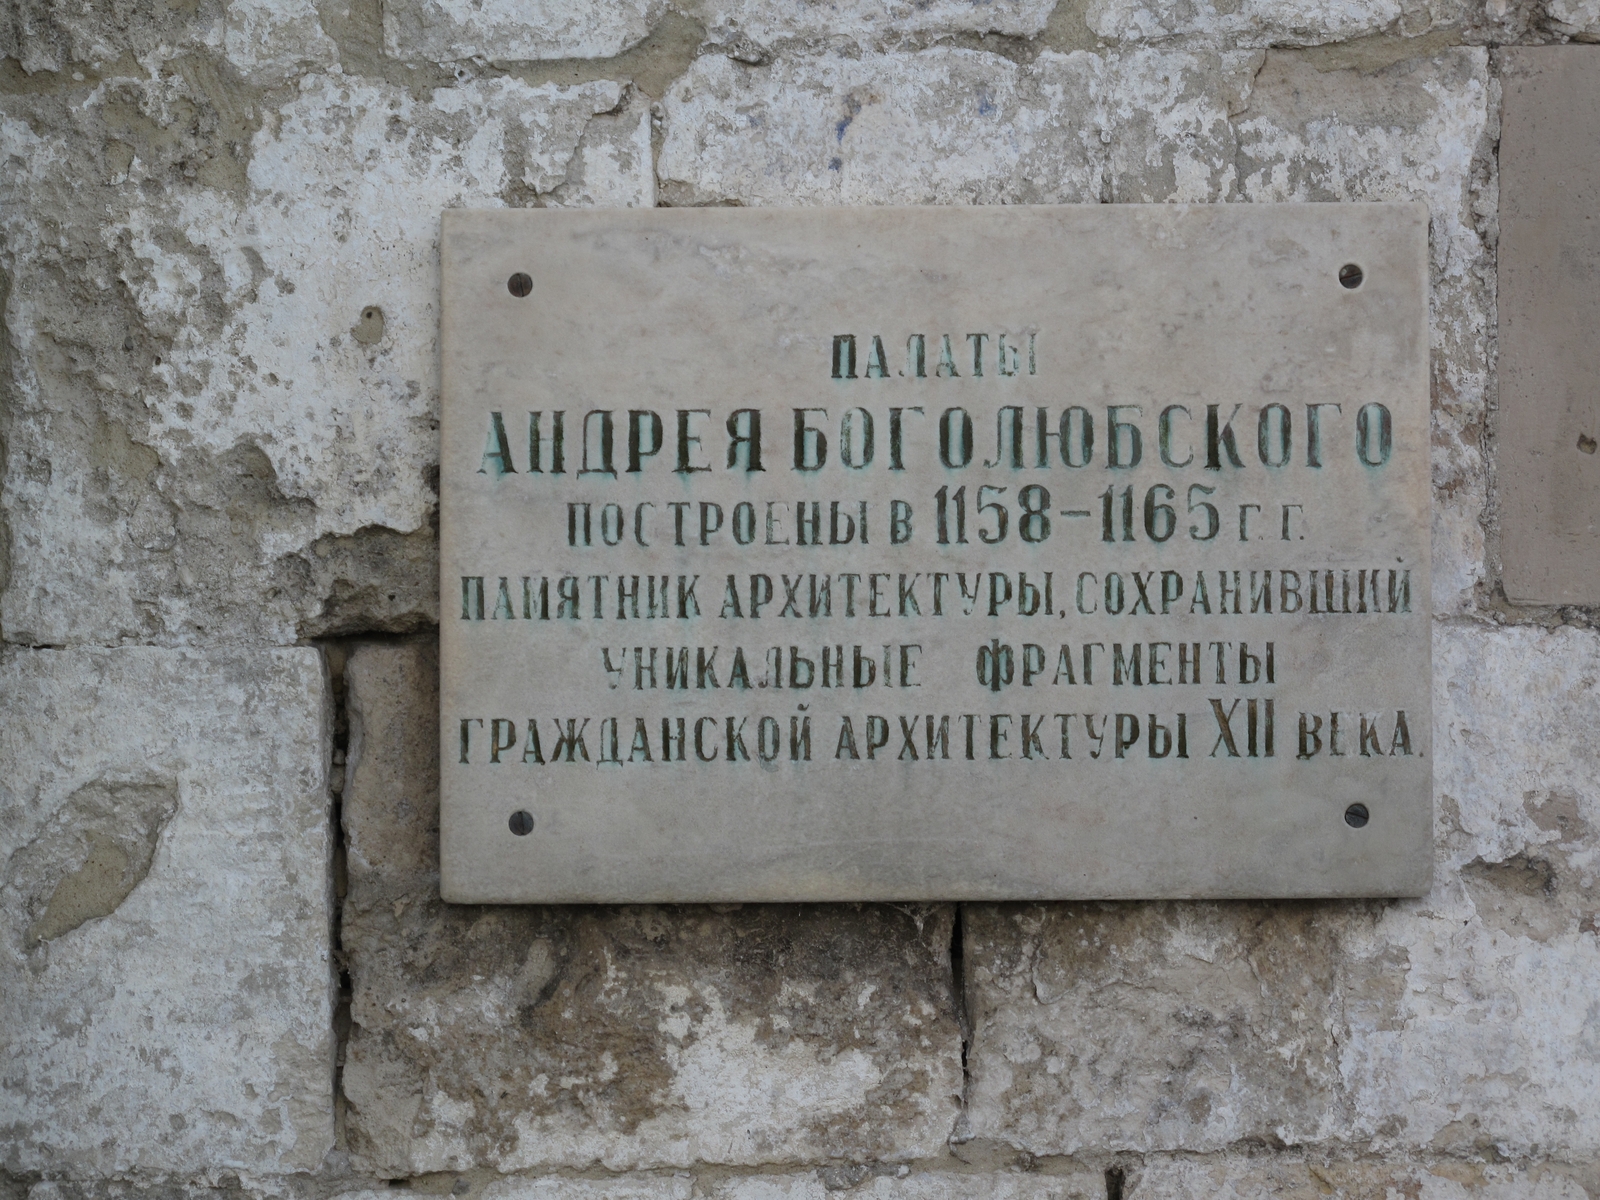 ПАЛАТЫ
АНДРЕЯ БОГОЛЮБСКОГО
ПОСТРОЕНЫ В 1158-1165 Г.Г.
ПАМЯТНИК АРХИТЕКТУРЫ, СОХРАНИВШИЙ
УНИКАЛЬНЫЕ ФРАГМЕНТЫ
ГРАЖДАНСКОЙ АРХИТЕКТУРЫ XII ВЕКА.